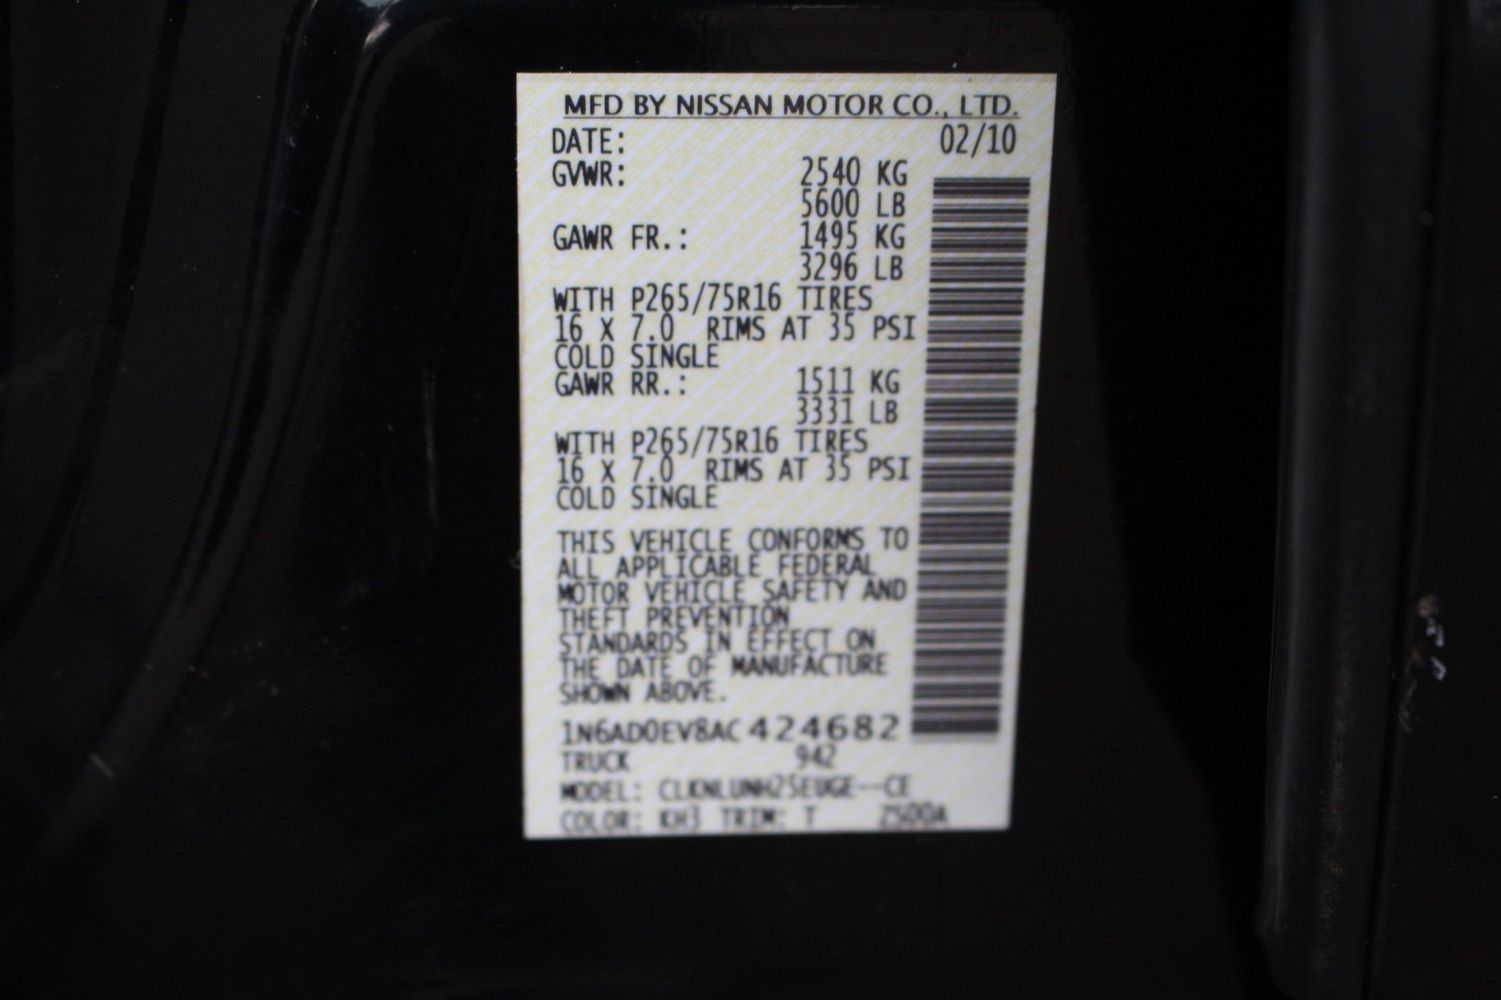 MFD BY NISSAN MOTOR CO., LTD.
DATE: 02/10
GVWR: 2540 KG
5600 LB
GAWR FR.: 1495 KG
3296 LB
WITH P265/75R16 TIRES
16 X 7.0 RIMS AT 35 PSI
COLD SINGLE
GAWR RR.: 1511 KG
3331 LB
WITH P265/75R16 TIRES
16 X 7.0 RIMS AT 35 PSI
COLD SINGLE
THIS VEHICLE CONFORMS TO
ALL APPLICABLE FEDERAL
MOTOR VEHICLE SAFETY AND
THEFT PREVENTION
STANDARDS IN EFFECT ON
THE DATE OF MANUFACTURE
SHOWN ABOVE.
1N6AD0EV8AC424682
TRUCK 942
MODEL:
COLOR: KH3 TRIM: T